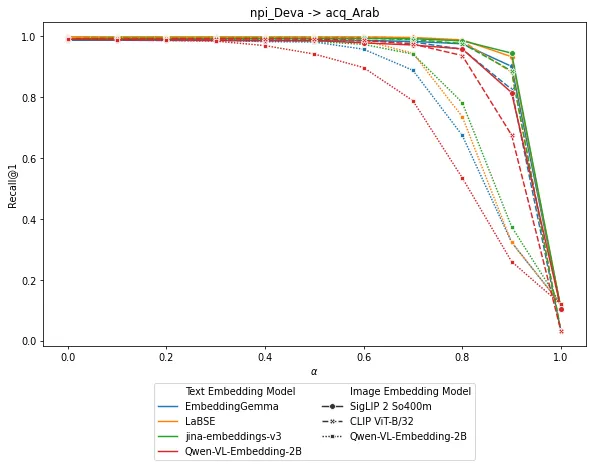 npi_Deva -> acq_Arab
Recall@1
1.0
0.8
0.6
0.4
0.2
0.0
0.0 0.2 0.4 0.6 0.8 1.0
α
Text Embedding Model Image Embedding Model
EmbeddingGemma SigLIP 2 So400m
LaBSE CLIP ViT-B/32
jina-embeddings-v3 Qwen-VL-Embedding-2B
Qwen-VL-Embedding-2B